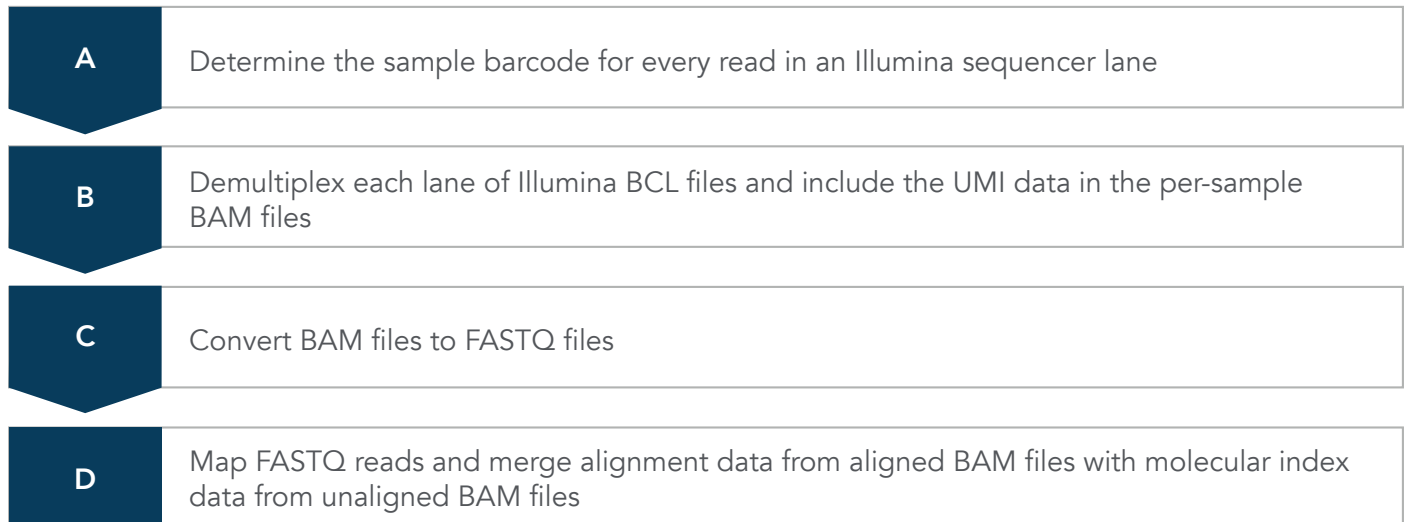 A
Determine the sample barcode for every read in an Illumina sequencer lane
B
Demultiplex each lane of Illumina BCL files and include the UMI data in the per-sample
BAM files
C
Convert BAM files to FASTQ files
D
Map FASTQ reads and merge alignment data from aligned BAM files with molecular index
data from unaligned BAM files